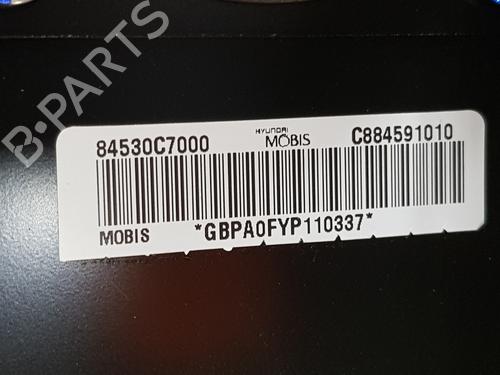 B-PARTS
84530C7000
HYUNDAI
MOBIS
C884591010
MOBIS
*GBPA0FYP110337*